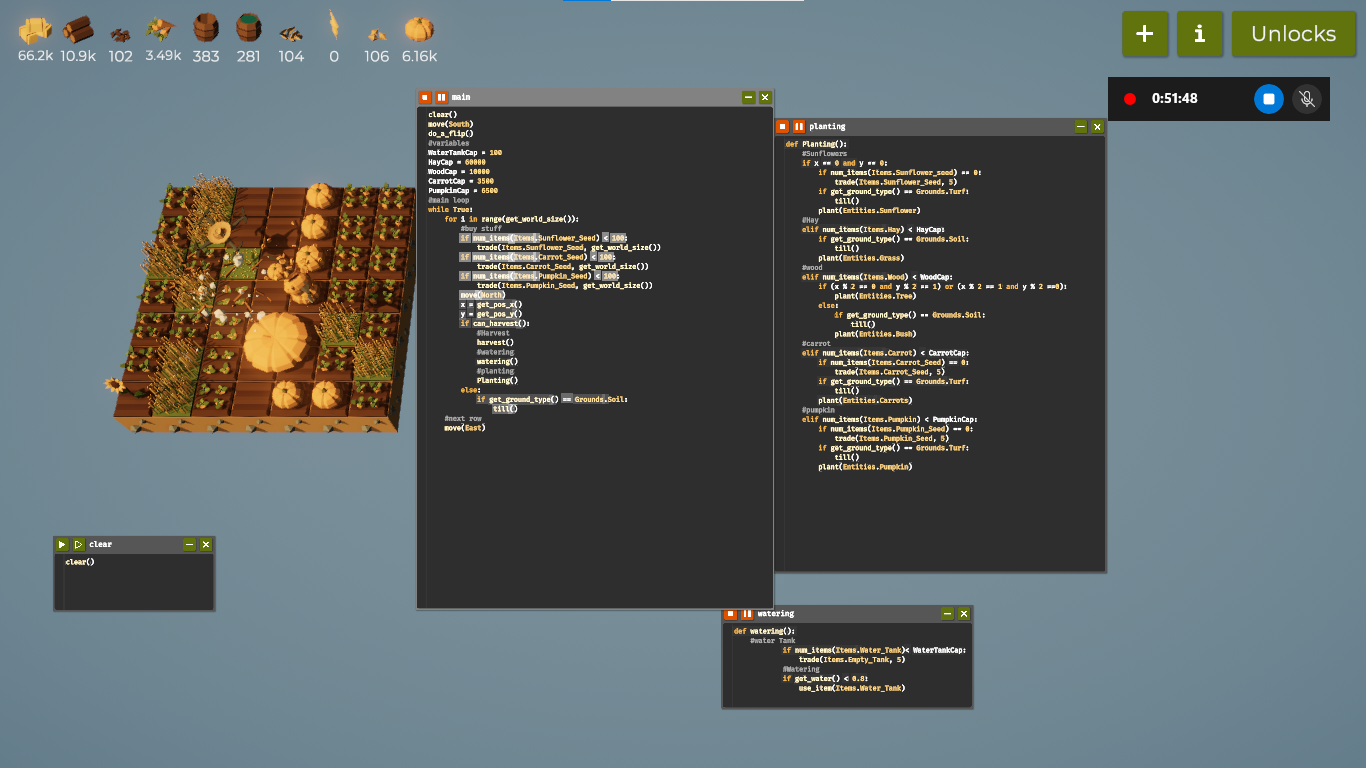 66.2k 10.9k 102 3.49k 383 281 104 0 106 6.16k
+ i Unlocks
0:51:48
main
clear()
move(South)
do_a_flip()
#variables
WaterTankCap = 100
HayCap = 60000
WoodCap = 10000
CarrotCap = 3500
PumpkinCap = 6500
#main loop
while True:
for i in range(get_world_size()):
#buy stuff
if num_items(Items.Sunflower_Seed) < 100:
trade(Items.Sunflower_Seed, get_world_size())
if num_items(Items.Carrot_Seed) < 100:
trade(Items.Carrot_Seed, get_world_size())
if num_items(Items.Pumpkin_Seed) < 100:
trade(Items.Pumpkin_Seed, get_world_size())
move(North)
x = get_pos_x()
y = get_pos_y()
if can_harvest():
#Harvest
harvest()
#watering
watering()
#planting
Planting()
else:
if get_ground_type() == Grounds.Soil:
till()
#next row
move(East)
planting
def Planting():
#Sunflowers
if x == 0 and y == 0:
if num_items(Items.Sunflower_seed) == 0:
trade(Items.Sunflower_Seed, 5)
if get_ground_type() == Grounds.Turf:
till()
plant(Entities.Sunflower)
#Hay
elif num_items(Items.Hay) < HayCap:
if get_ground_type() == Grounds.Soil:
till()
plant(Entities.Grass)
#wood
elif num_items(Items.Wood) < WoodCap:
if (x % 2 == 0 and y % 2 == 1) or (x % 2 == 1 and y % 2 ==0):
plant(Entities.Tree)
else:
if get_ground_type() == Grounds.Soil:
till()
plant(Entities.Bush)
#carrot
elif num_items(Items.Carrot) < CarrotCap:
if num_items(Items.Carrot_Seed) == 0:
trade(Items.Carrot_Seed, 5)
if get_ground_type() == Grounds.Turf:
till()
plant(Entities.Carrots)
#pumpkin
elif num_items(Items.Pumpkin) < PumpkinCap:
if num_items(Items.Pumpkin_Seed) == 0:
trade(Items.Pumpkin_Seed, 5)
if get_ground_type() == Grounds.Turf:
till()
plant(Entities.Pumpkin)
clear
clear()
watering
def watering():
#water Tank
if num_items(Items.Water_Tank)< WaterTankCap:
trade(Items.Empty_Tank, 5)
#Watering
if get_water() < 0.8:
use_item(Items.Water_Tank)